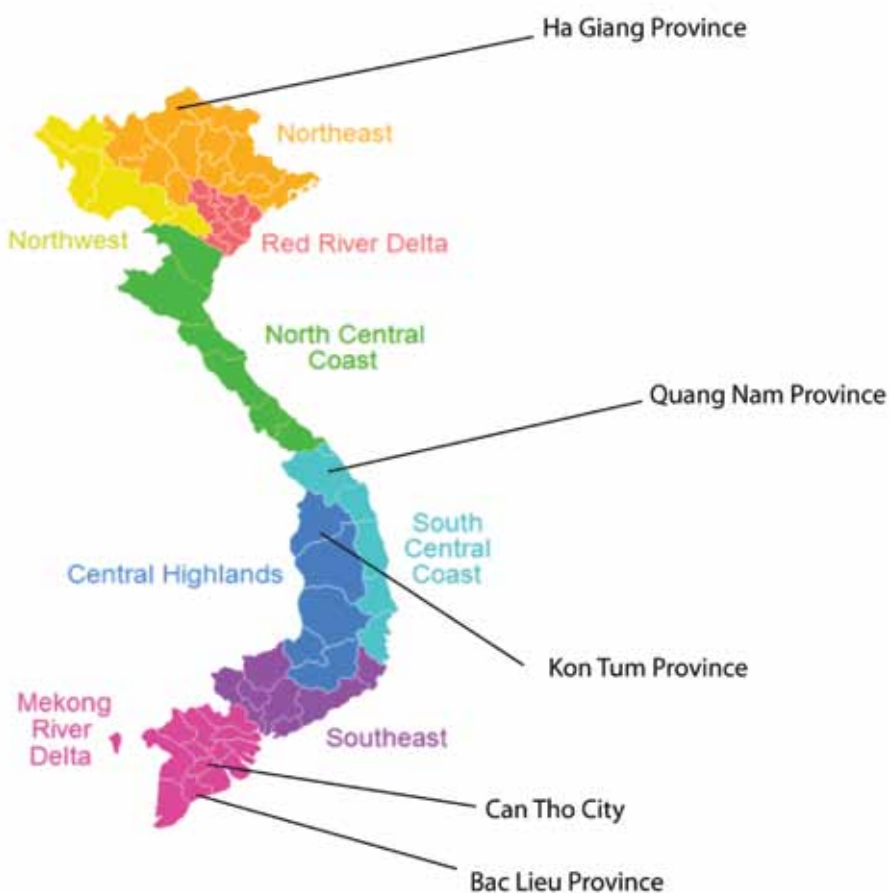 Ha Giang Province
Northeast
Northwest
Red River Delta
North Central
Coast
Quang Nam Province
South
Central
Coast
Central Highlands
Kon Tum Province
Mekong
River
Delta
Southeast
Can Tho City
Bac Lieu Province